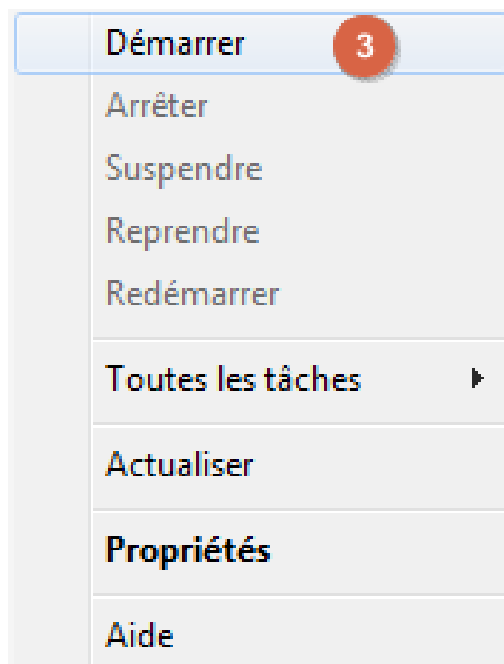 Démarrer 3
Arrêter
Suspendre
Reprendre
Redémarrer
Toutes les tâches
Actualiser
Propriétés
Aide